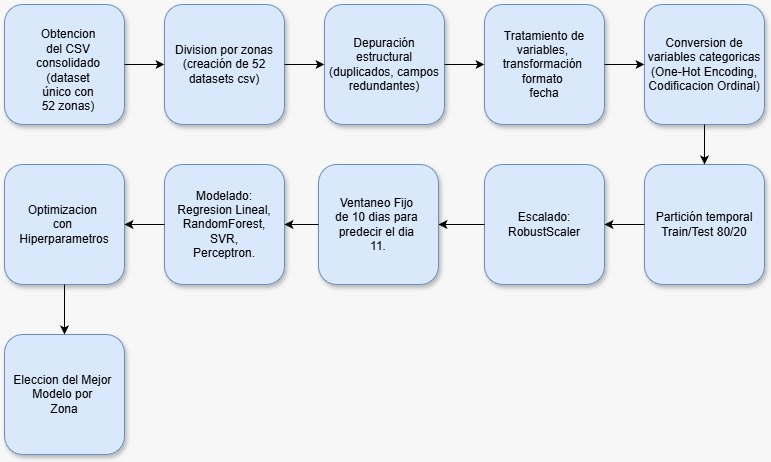 Obtencion
del CSV
consolidado
(dataset
único con
52 zonas)
Division por zonas
(creación de 52
datasets csv)
Depuración
estructural
(duplicados, campos
redundantes)
Tratamiento de
variables,
transformación
formato
fecha
Conversion de
variables categoricas
(One-Hot Encoding,
Codificacion Ordinal)
Partición temporal
Train/Test 80/20
Escalado:
RobustScaler
Ventaneo Fijo
de 10 dias para
predecir el dia
11.
Modelado:
Regresion Lineal,
RandomForest,
SVR,
Perceptron.
Optimizacion
con
Hiperparametros
Eleccion del Mejor
Modelo por
Zona